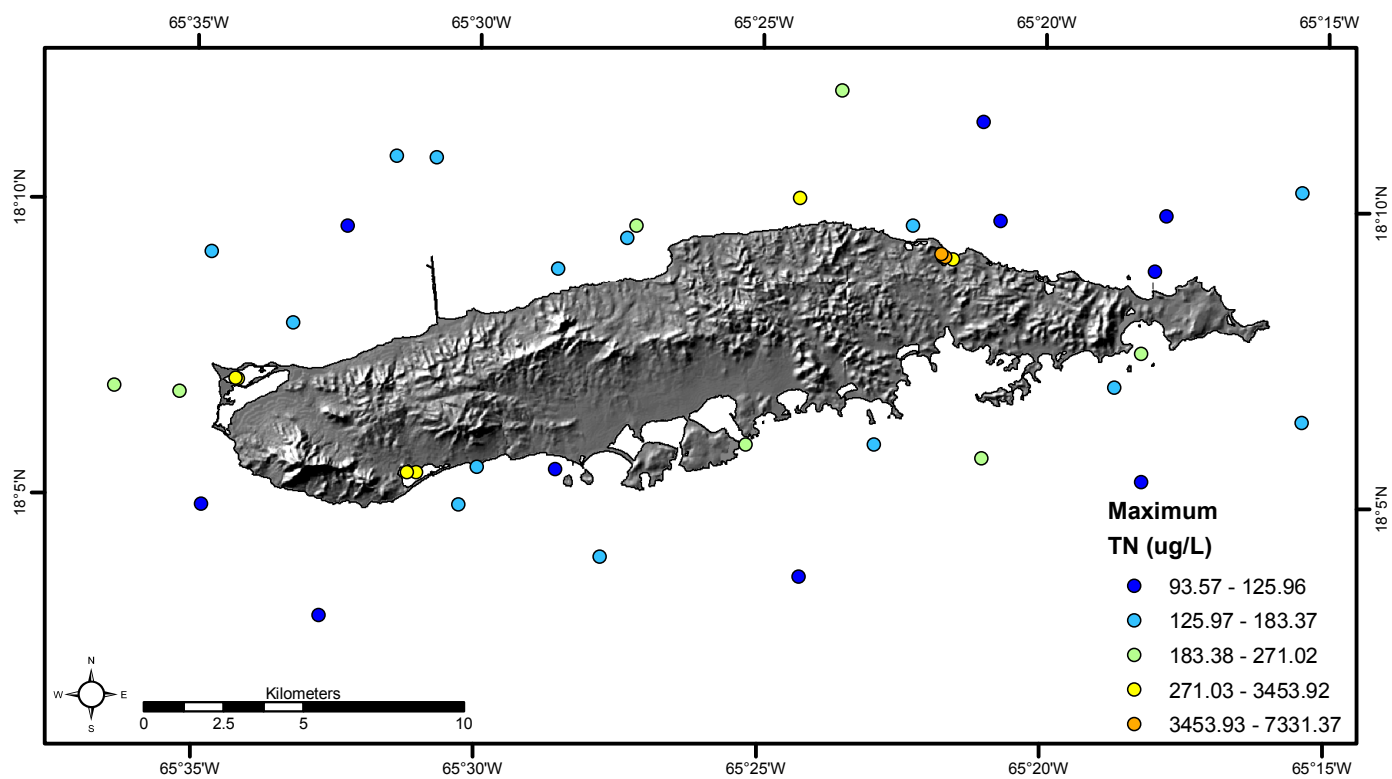 65°35'W 65°30'W 65°25'W 65°20'W 65°15'W
18°10'N 18°10'N
18°5'N 18°5'N
Maximum
TN (ug/L)
93.57 - 125.96
125.97 - 183.37
183.38 - 271.02
271.03 - 3453.92
3453.93 - 7331.37
N
W E
S
Kilometers
0 2.5 5 10
65°35'W 65°30'W 65°25'W 65°20'W 65°15'W